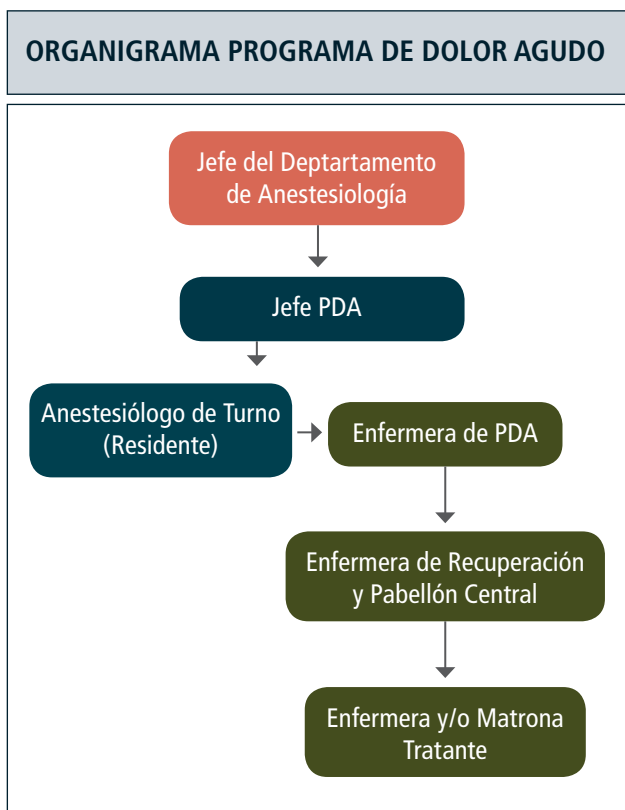 ORGANIGRAMA PROGRAMA DE DOLOR AGUDO
Jefe del Deptartamento
de Anestesiología
Jefe PDA
Anestesiólogo de Turno
(Residente)
Enfermera de PDA
Enfermera de Recuperación
y Pabellón Central
Enfermera y/o Matrona
Tratante